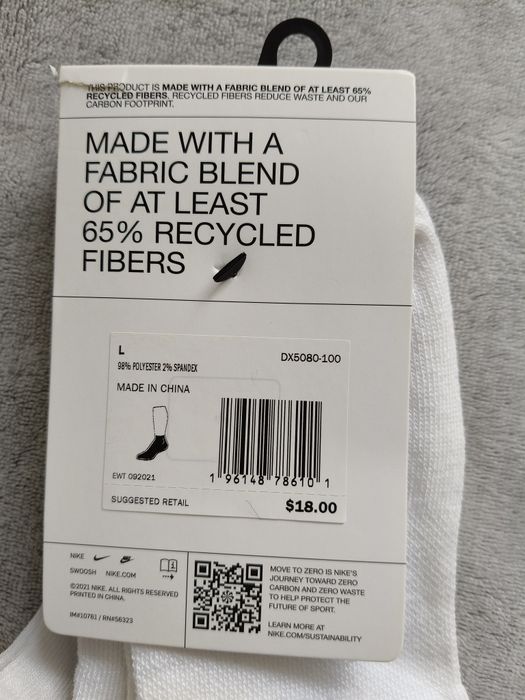 THIS PRODUCT IS MADE WITH A FABRIC BLEND OF AT LEAST 65%
RECYCLED FIBERS. RECYCLED FIBERS REDUCE WASTE AND OUR
CARBON FOOTPRINT.
MADE WITH A
FABRIC BLEND
OF AT LEAST
65% RECYCLED
FIBERS
L
98% POLYESTER 2% SPANDEX
DX5080-100
MADE IN CHINA
EWT 092021
1 96148 78610 1
SUGGESTED RETAIL
$18.00
NIKE
SWOOSH NIKE.COM
©2021 NIKE. ALL RIGHTS RESERVED
PRINTED IN CHINA.
IM#10761 / RN#56323
MOVE TO ZERO IS NIKE'S
JOURNEY TOWARD ZERO
CARBON AND ZERO WASTE
TO HELP PROTECT THE
FUTURE OF SPORT.
LEARN MORE AT
NIKE.COM/SUSTAINABILITY